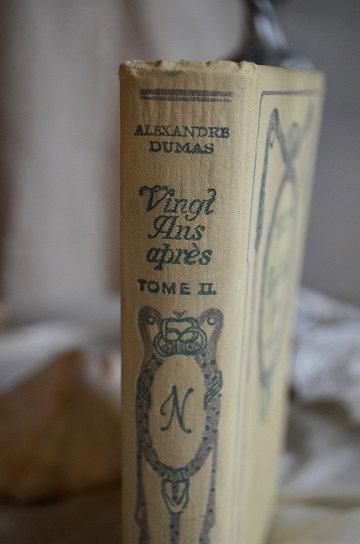 ALEXANDRE
DUMAS
Vingt
Ans
après
TOME II.
N